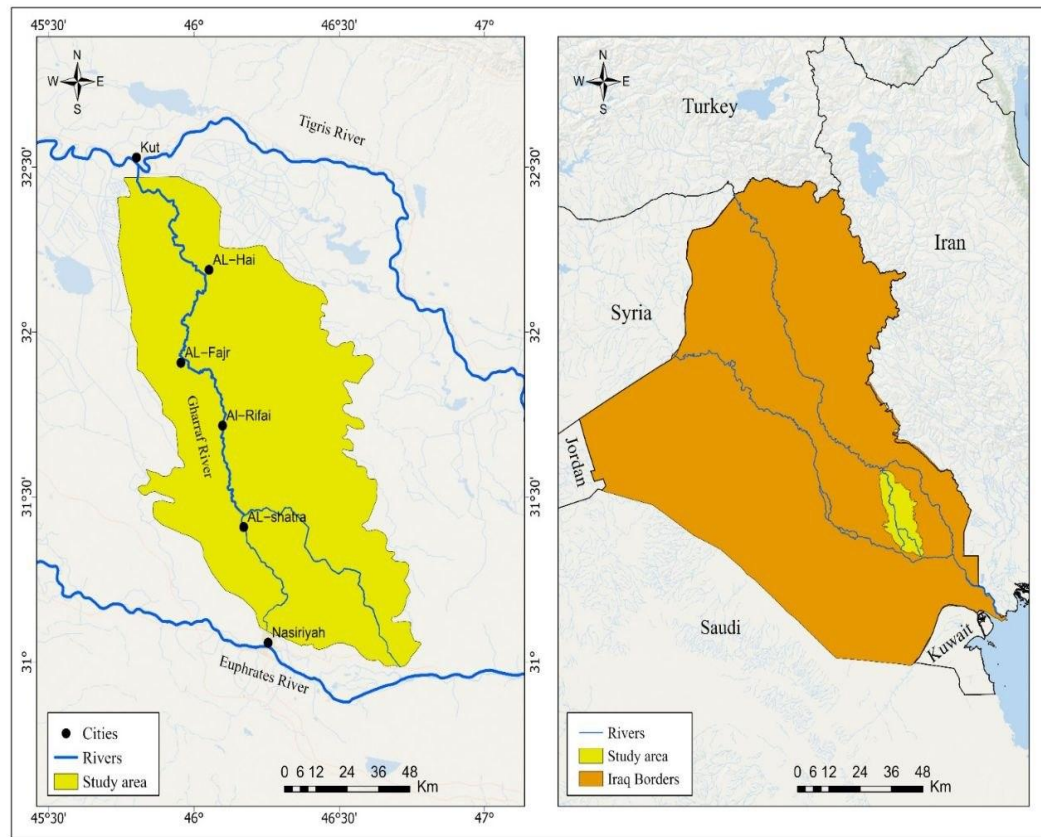 45°30' 46° 46°30' 47°
N
W E
S
Tigris River
Kut
32°30'
32°30'
AL–Hai
32°
32°
AL–Fajr
Al-Rifai
Gharraf River
31°30'
31°30'
AL–shatra
Nasiriyah
Euphrates River
31°
31°
Cities
Rivers
Study area
0 6 12 24 36 48
Km
45°30' 46° 46°30' 47°
N
W E
S
Turkey
Iran
Syria
Jordan
Saudi
Kuwait
Rivers
Study area
Iraq Borders
0 6 12 24 36 48
Km